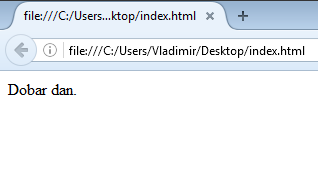 file:///C:/Users...ktop/index.html
file:///C:/Users/Vladimir/Desktop/index.html
Dobar dan.